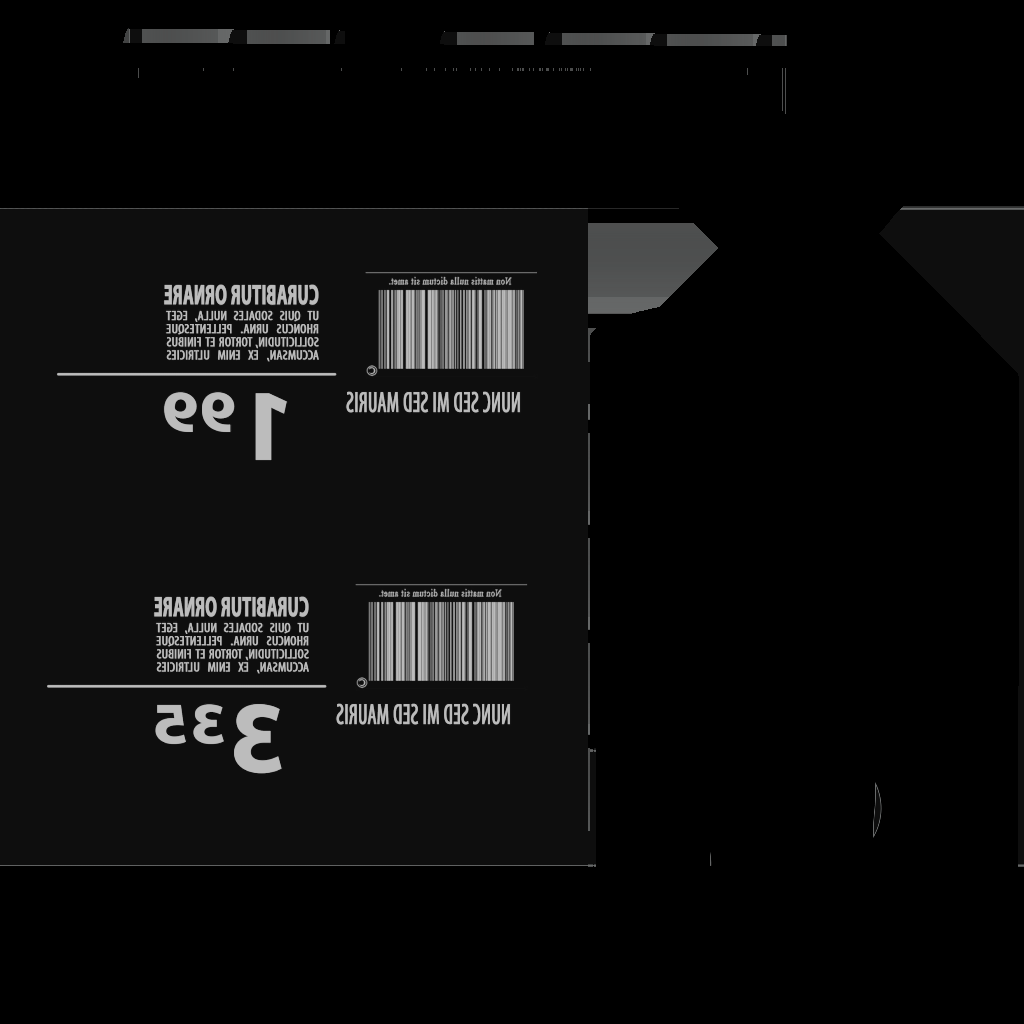 Non mattis nulla dictum sit amet.
CURABITUR ORNARE
UT QUIS SODALES NULLA, EGET
RHONCUS URNA. PELLENTESQUE
SOLLICITUDIN, TORTOR ET FINIBUS
ACCUMSAN, EX ENIM ULTRICIES
NUNC SED MI SED MAURIS
1 99
Non mattis nulla dictum sit amet.
CURABITUR ORNARE
UT QUIS SODALES NULLA, EGET
RHONCUS URNA. PELLENTESQUE
SOLLICITUDIN, TORTOR ET FINIBUS
ACCUMSAN, EX ENIM ULTRICIES
NUNC SED MI SED MAURIS
3 35